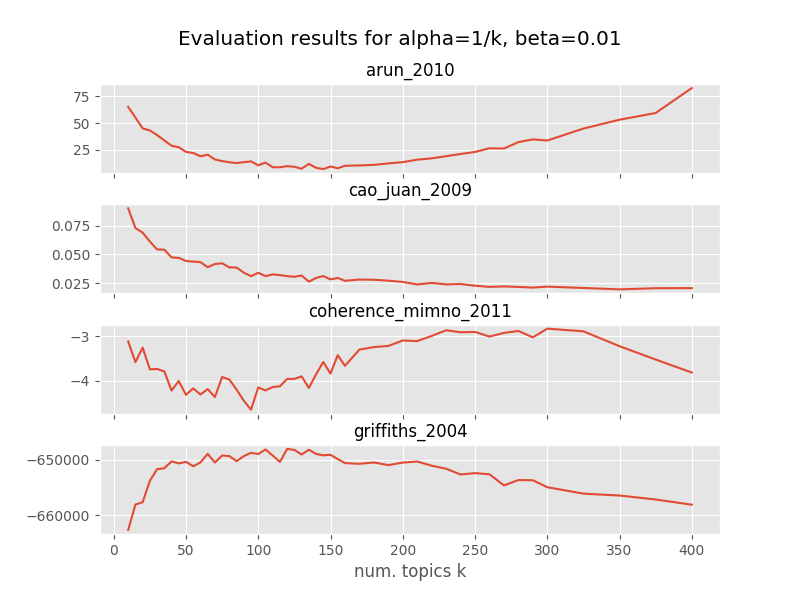 Evaluation results for alpha=1/k, beta=0.01
arun_2010
75
50
25
cao_juan_2009
0.075
0.050
0.025
coherence_mimno_2011
−3
−4
griffiths_2004
−650000
−660000
0 50 100 150 200 250 300 350 400
num. topics k